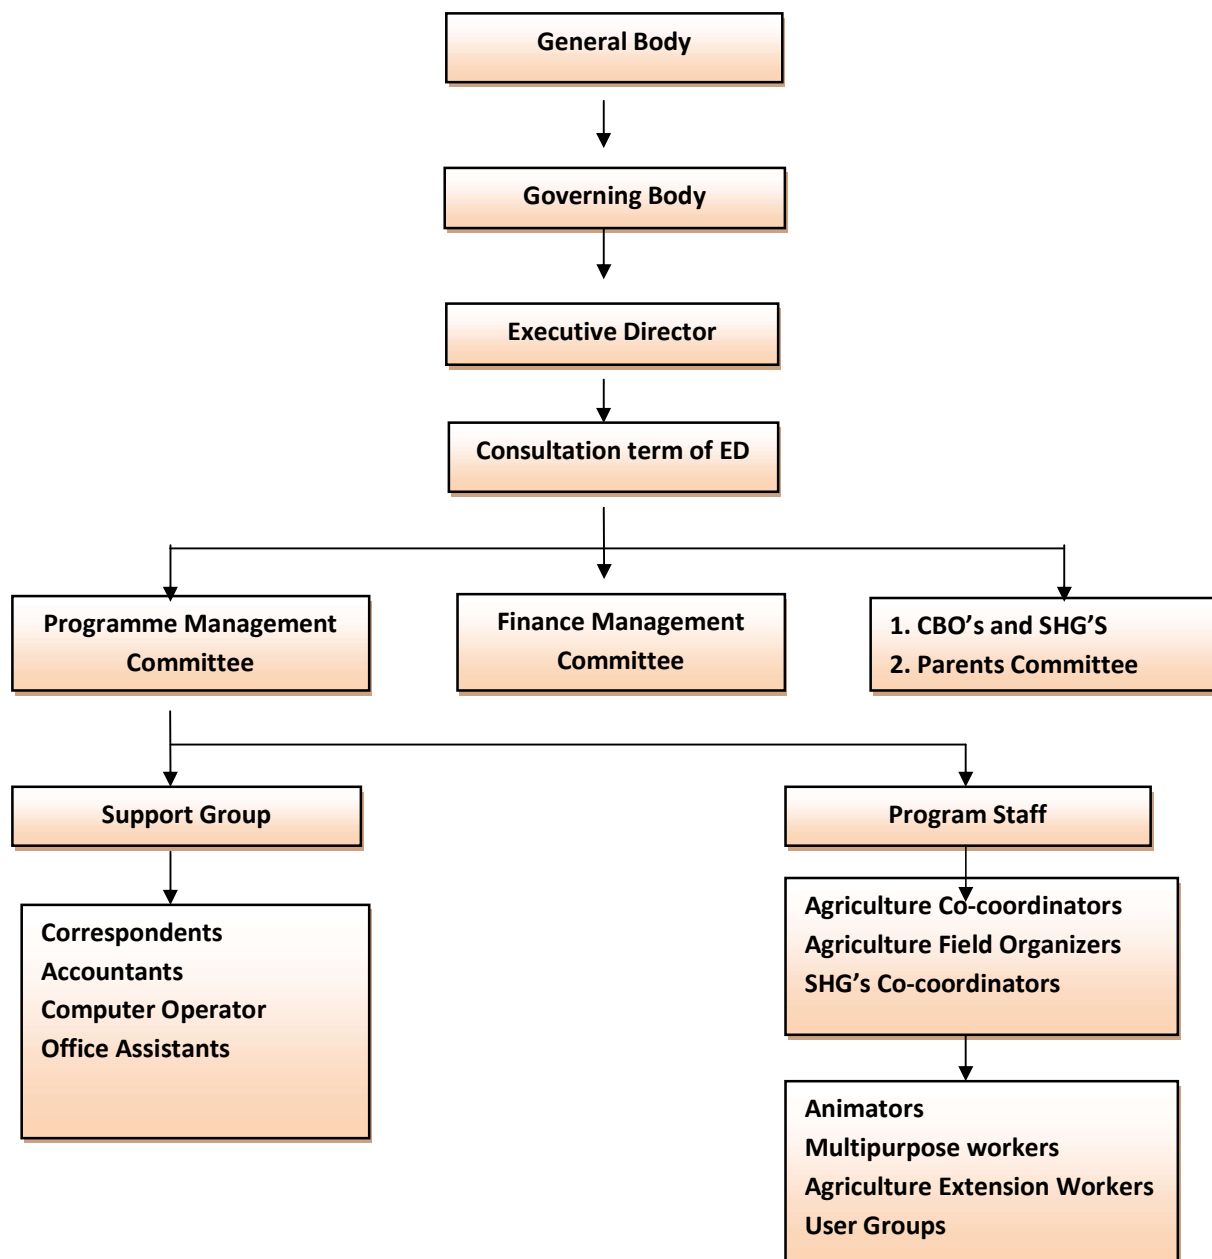 General Body
Governing Body
Executive Director
Consultation term of ED
Programme Management
Committee
Finance Management
Committee
1. CBO’s and SHG’S
2. Parents Committee
Support Group
Program Staff
Correspondents
Accountants
Computer Operator
Office Assistants
Agriculture Co-coordinators
Agriculture Field Organizers
SHG’s Co-coordinators
Animators
Multipurpose workers
Agriculture Extension Workers
User Groups